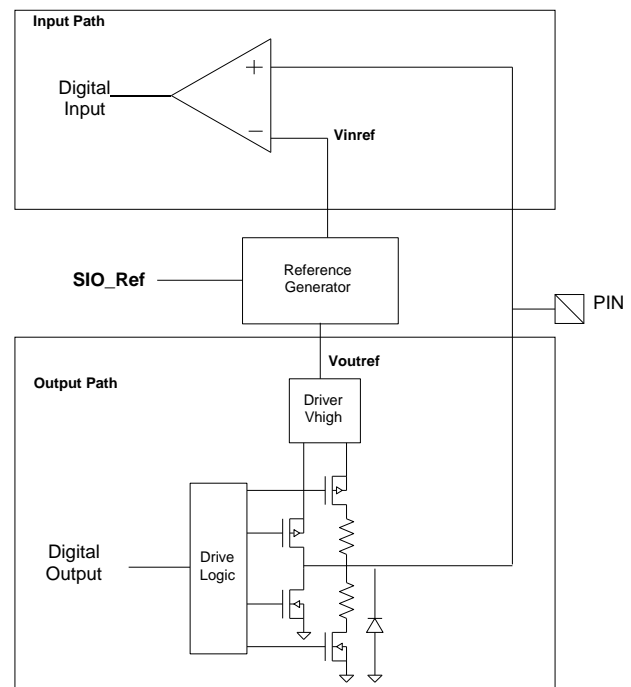 Input Path
Digital
Input
+
−
Vinref
SIO_Ref
Reference
Generator
PIN
Voutref
Output Path
Driver
Vhigh
Digital
Output
Drive
Logic